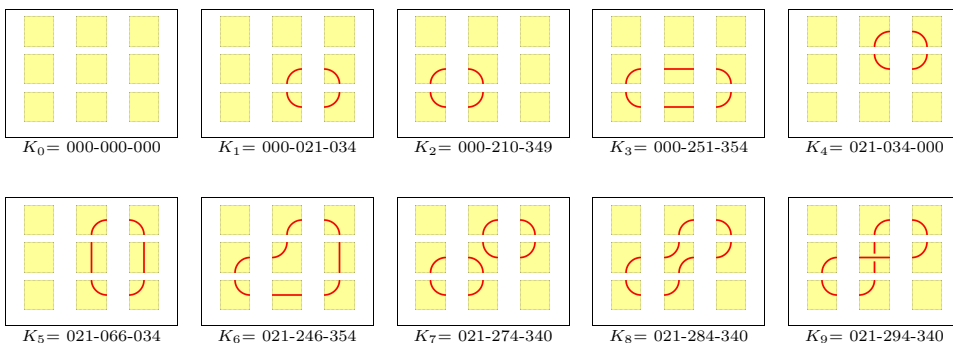 K₀= 000-000-000
K₁= 000-021-034
K₂= 000-210-349
K₃= 000-251-354
K₄= 021-034-000
K₅= 021-066-034
K₆= 021-246-354
K₇= 021-274-340
K₈= 021-284-340
K₉= 021-294-340